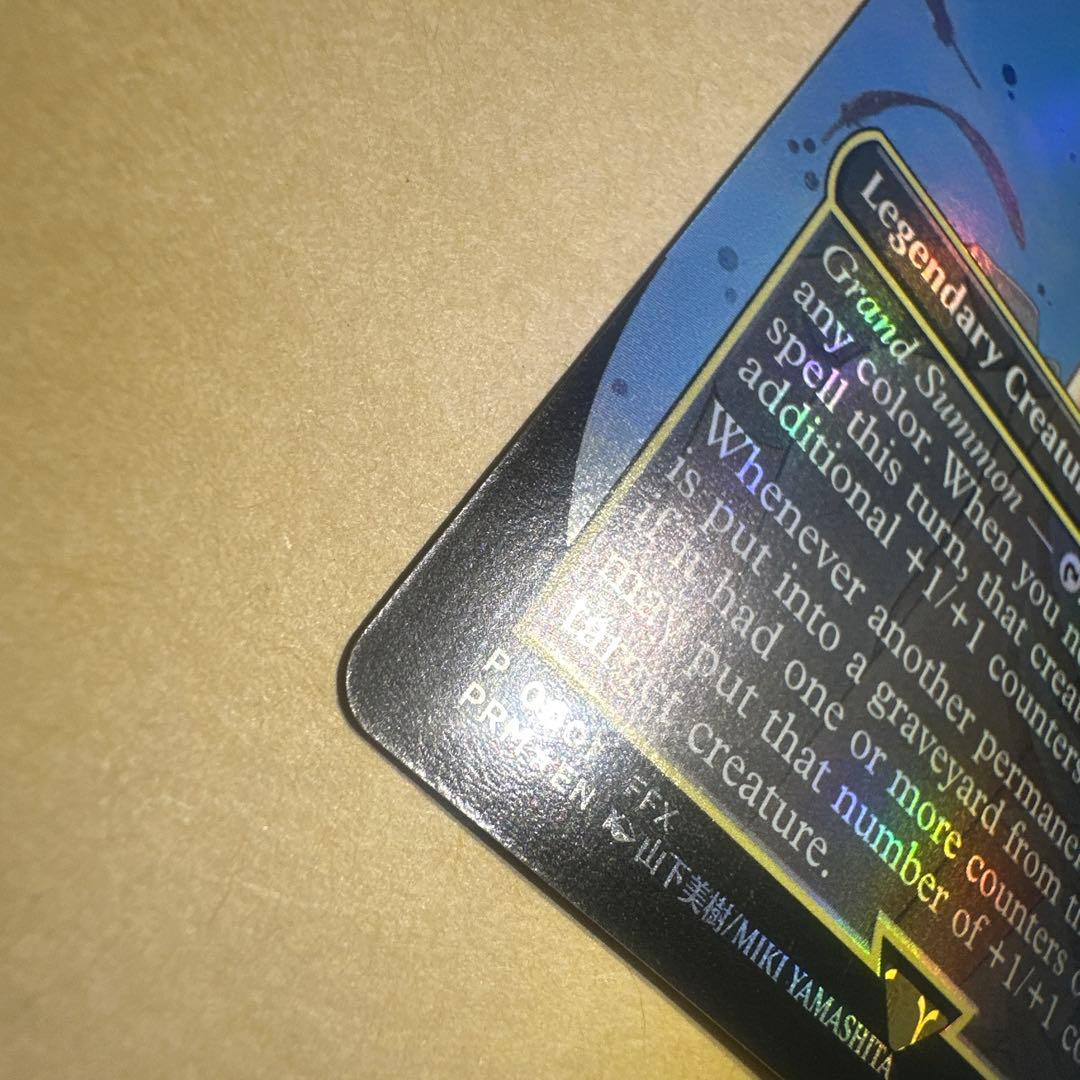 Legendary Creatu
Grand Summon —
any color. When you
spell this turn, that
additional +1/+1 counters
Whenever another permane
is put into a graveyard from
if it had one or more counters
may put that number of +1/+1
target creature.
P FFX
PRM EN 山下美樹/MIKI YAMASHITA